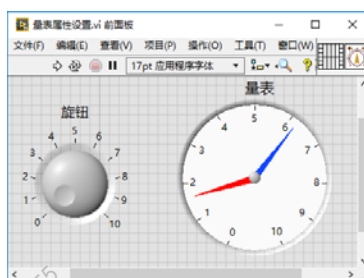 量表属性设置.vi 前面板
文件(F) 编辑(E) 查看(V) 项目(P) 操作(O) 工具(T) 窗口(W)
17pt 应用程序字体
量表
旋钮
0 1 2 3 4 5 6 7 8 9 10
0 1 2 3 4 5 6 7 8 9 10